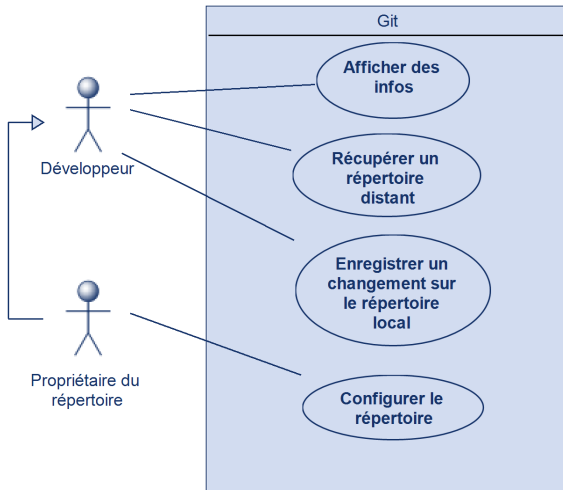 Git
Afficher des
infos
Développeur
Récupérer un
répertoire
distant
Enregistrer un
changement sur
le répertoire
local
Propriétaire du
répertoire
Configurer le
répertoire